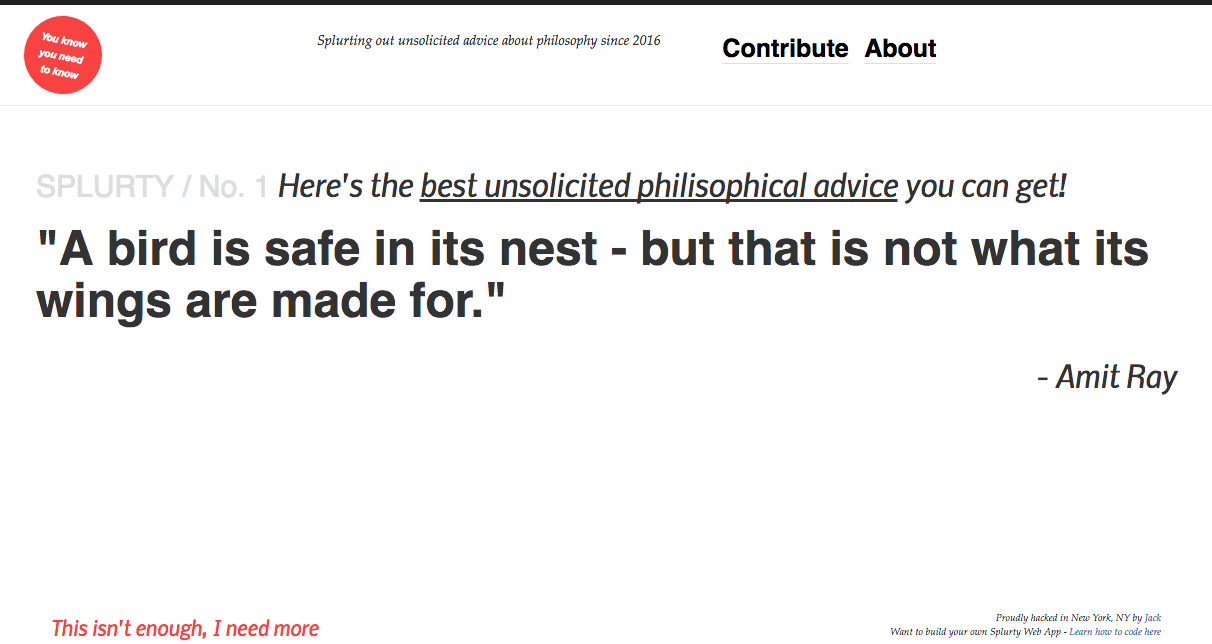 You know
you need
to know
Splurting out unsolicited advice about philosophy since 2016
Contribute About
SPLURTY / No. 1 Here's the best unsolicited philisophical advice you can get!
"A bird is safe in its nest - but that is not what its
wings are made for."
- Amit Ray
This isn't enough, I need more
Proudly hacked in New York, NY by Jack
Want to build your own Splurty Web App - Learn how to code here